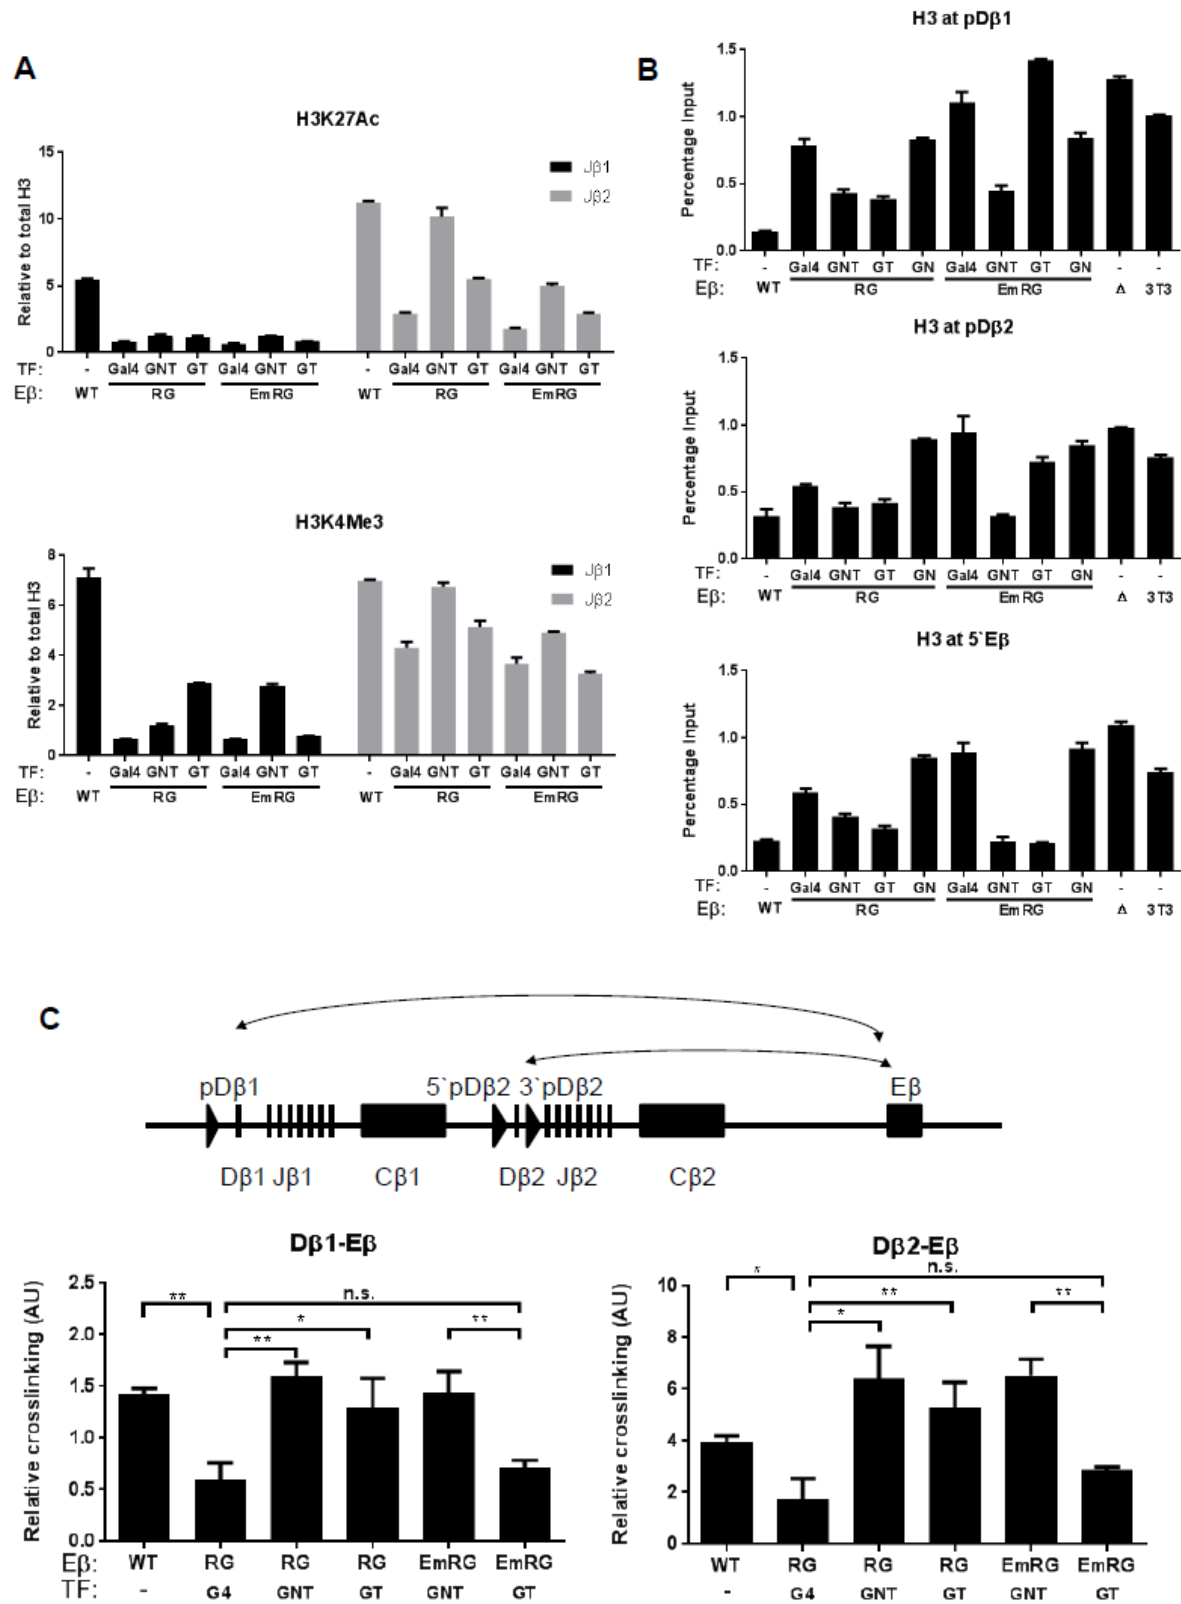 A
H3K27Ac
Relative to total H3
15
10
5
0
Jβ1
Jβ2
TF: - Gal4 GNT GT Gal4 GNT GT - Gal4 GNT GT Gal4 GNT GT
Eβ: WT RG EmRG WT RG EmRG
H3K4Me3
Relative to total H3
8
6
4
2
0
Jβ1
Jβ2
TF: - Gal4 GNT GT Gal4 GNT GT - Gal4 GNT GT Gal4 GNT GT
Eβ: WT RG EmRG WT RG EmRG
B
H3 at pDβ1
Percentage Input
1.5
1.0
0.5
0.0
TF: - Gal4 GNT GT GN Gal4 GNT GT GN - -
Eβ: WT RG EmRG Δ 3T3
H3 at pDβ2
Percentage Input
1.5
1.0
0.5
0.0
TF: - Gal4 GNT GT GN Gal4 GNT GT GN - -
Eβ: WT RG EmRG Δ 3T3
H3 at 5`Eβ
Percentage Input
1.5
1.0
0.5
0.0
TF: - Gal4 GNT GT GN Gal4 GNT GT GN - -
Eβ: WT RG EmRG Δ 3T3
C
pDβ1 5`pDβ2 3`pDβ2 Eβ
Dβ1 Jβ1 Cβ1 Dβ2 Jβ2 Cβ2
Dβ1-Eβ
Relative crosslinking (AU)
2.5
2.0
1.5
1.0
0.5
0.0
n.s.
** * **
**
Eβ: WT RG RG RG EmRG EmRG
TF: - G4 GNT GT GNT GT
Dβ2-Eβ
Relative crosslinking (AU)
10
8
6
4
2
0
n.s.
* ** **
*
WT RG RG RG EmRG EmRG
- G4 GNT GT GNT GT